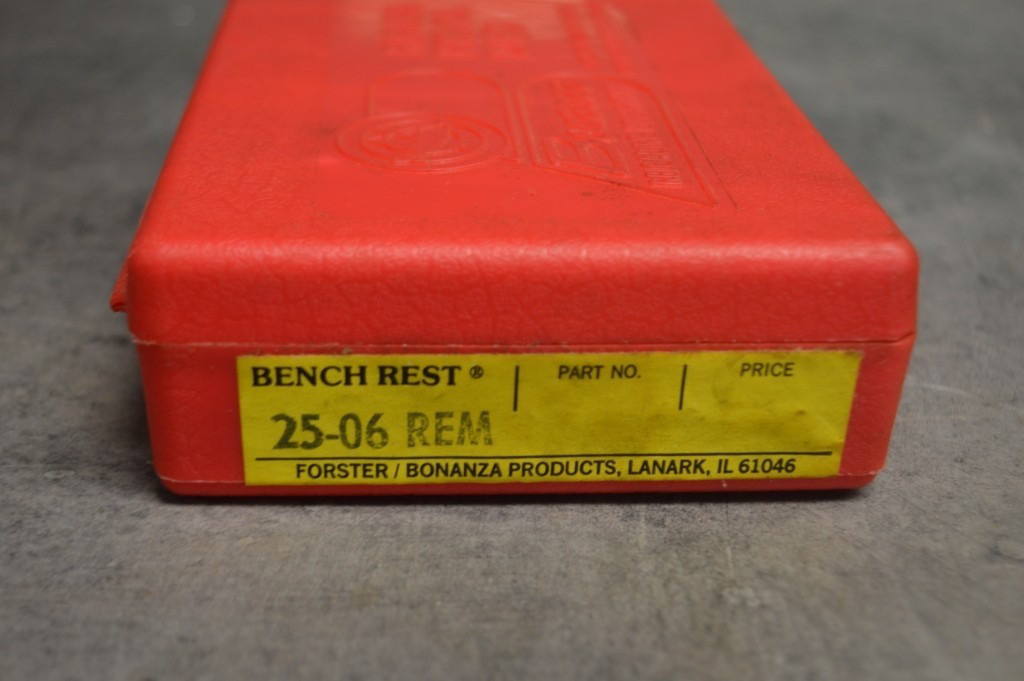 BENCH REST ® | PART NO. | PRICE
25-06 REM
FORSTER / BONANZA PRODUCTS, LANARK, IL 61046